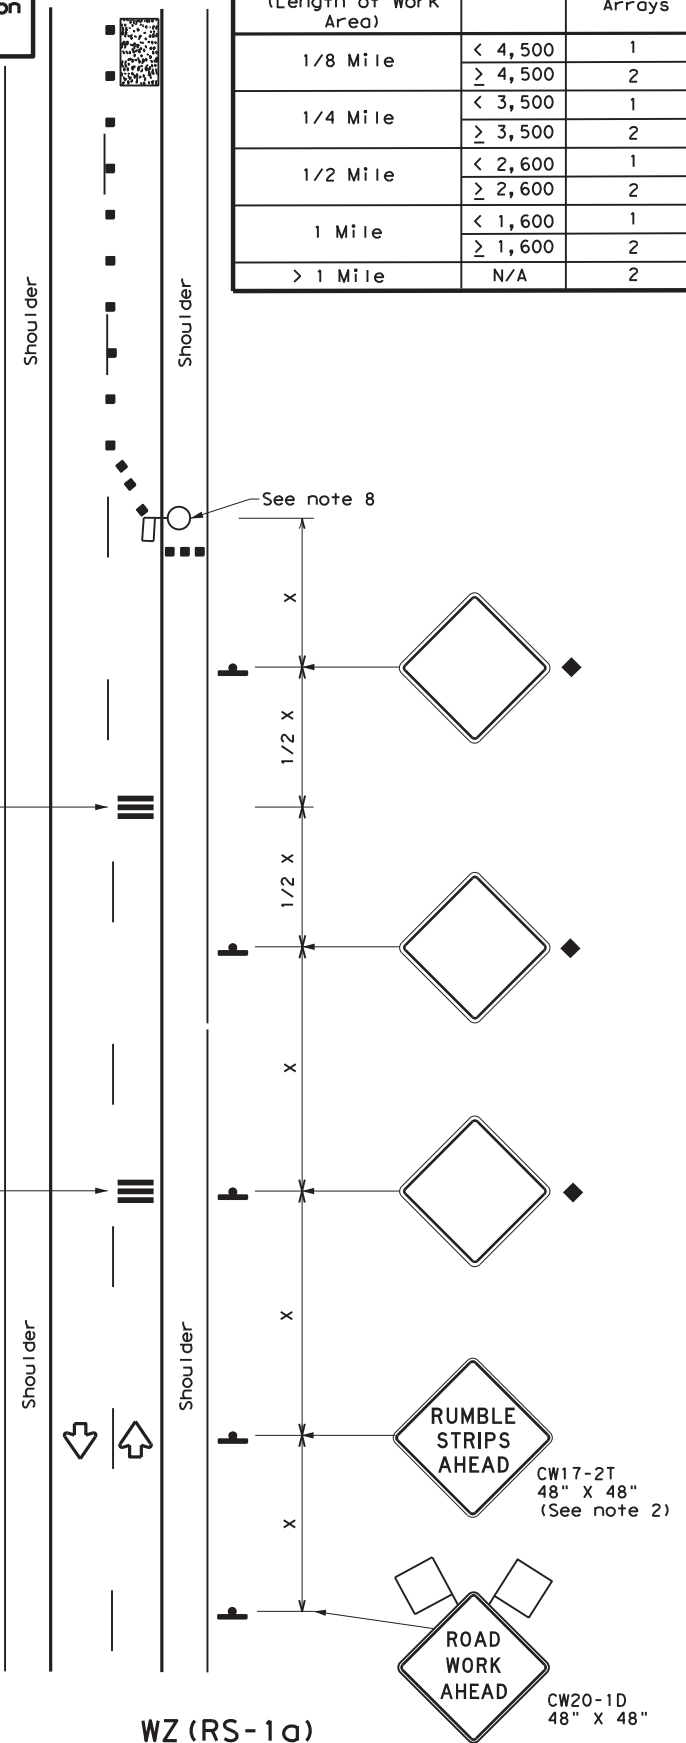 on
(Length of Work
Area)
Arrays
1/8 Mile
< 4,500
1
≥ 4,500
2
1/4 Mile
< 3,500
1
≥ 3,500
2
1/2 Mile
< 2,600
1
≥ 2,600
2
1 Mile
< 1,600
1
≥ 1,600
2
> 1 Mile
N/A
2
Shoulder
Shoulder
See note 8
X
1/2 X
1/2 X
X
X
Shoulder
Shoulder
RUMBLE
STRIPS
AHEAD
CW17-2T
48" X 48"
(See note 2)
X
ROAD
WORK
AHEAD
CW20-1D
48" X 48"
WZ(RS-1a)